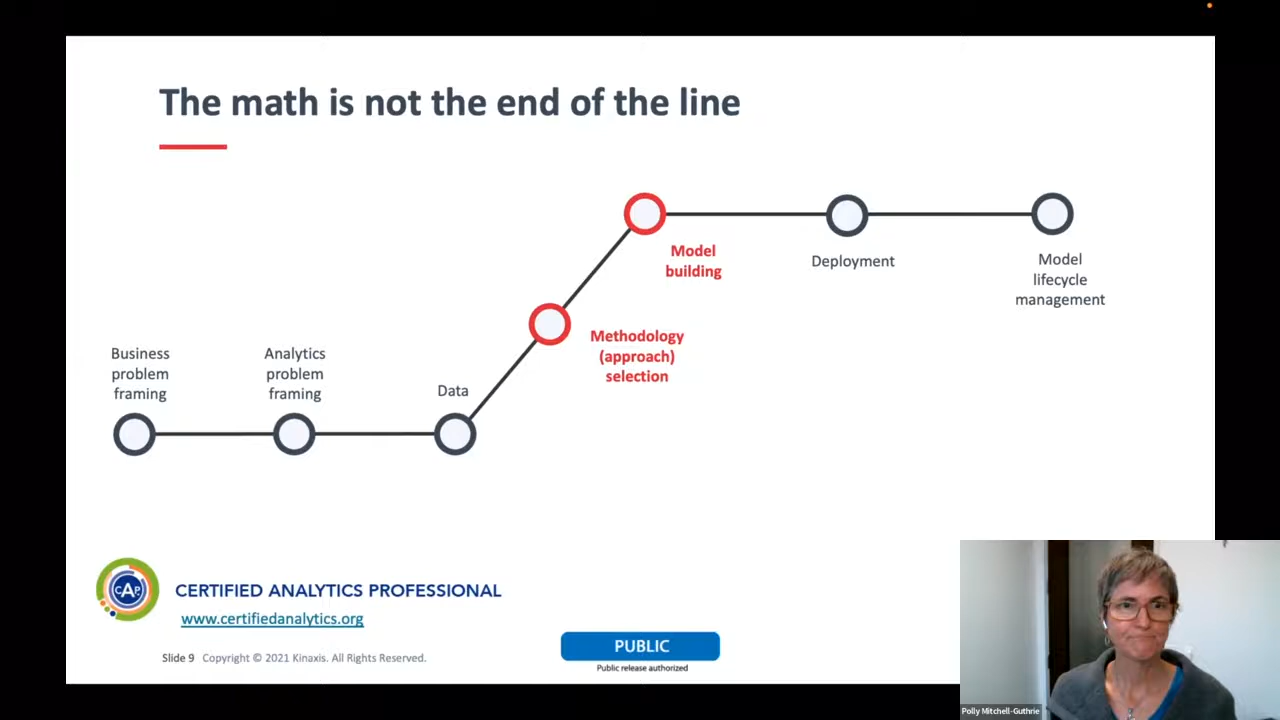 The math is not the end of the line
Model
building
Deployment
Model
lifecycle
management
Methodology
(approach)
selection
Business
problem
framing
Analytics
problem
framing
Data
CAP
CERTIFIED ANALYTICS PROFESSIONAL
www.certifiedanalytics.org
Slide 9 Copyright © 2021 Kinaxis. All Rights Reserved.
PUBLIC
Public release authorized
Polly Mitchell-Guthrie